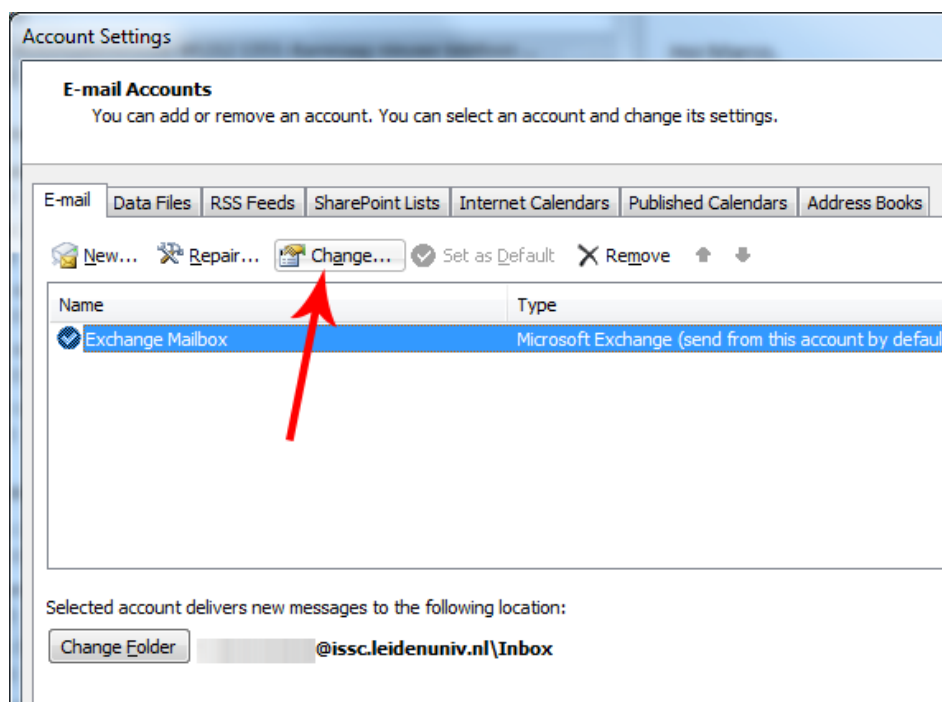 Account Settings
E-mail Accounts
You can add or remove an account. You can select an account and change its settings.
E-mail Data Files RSS Feeds SharePoint Lists Internet Calendars Published Calendars Address Books
New... Repair... Change... Set as Default Remove
Name Type
Exchange Mailbox Microsoft Exchange (send from this account by defaul
Selected account delivers new messages to the following location:
Change Folder @issc.leidenuniv.nl\Inbox